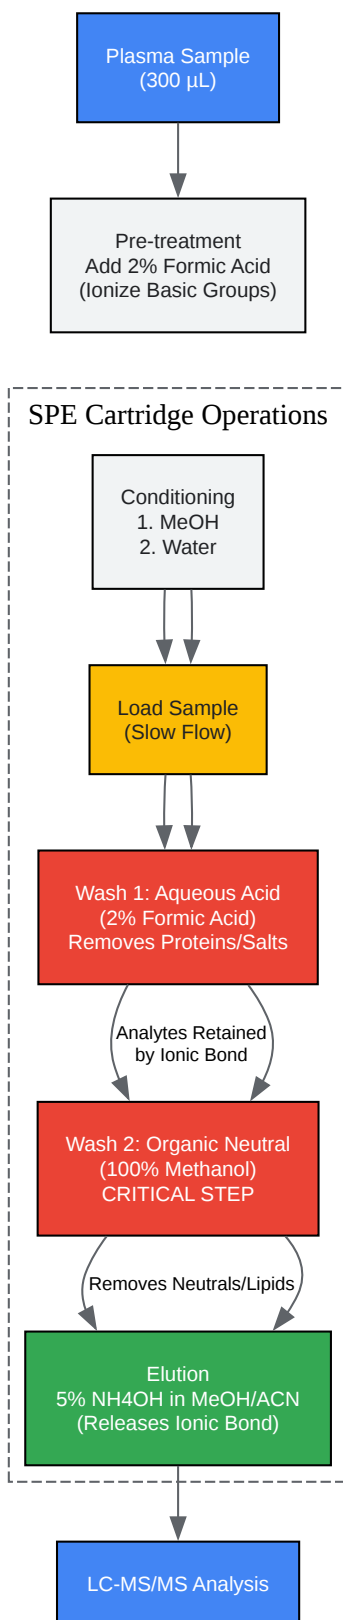 Plasma Sample
(300 µL)
Pre-treatment
Add 2% Formic Acid
(Ionize Basic Groups)
SPE Cartridge Operations
Conditioning
1. MeOH
2. Water
Load Sample
(Slow Flow)
Wash 1: Aqueous Acid
(2% Formic Acid)
Removes Proteins/Salts
Analytes Retained
by Ionic Bond
Wash 2: Organic Neutral
(100% Methanol)
CRITICAL STEP
Removes Neutrals/Lipids
Elution
5% NH4OH in MeOH/ACN
(Releases Ionic Bond)
LC-MS/MS Analysis